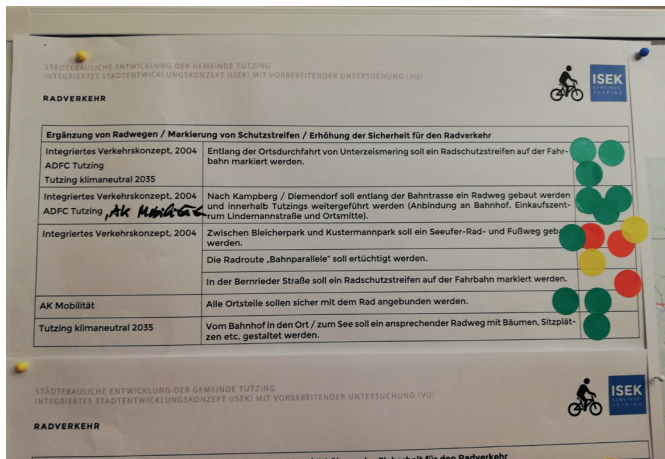 STÄDTEBAULICHE ENTWICKLUNG DER GEMEINDE TUTZING
INTEGRIERTES STADTENTWICKLUNGSKONZEPT (ISEK) MIT VORBEREITENDER UNTERSUCHUNG (VU)
ISEK
GEMEINDE
TUTZING
RADVERKEHR
Ergänzung von Radwegen / Markierung von Schutzstreifen / Erhöhung der Sicherheit für den Radverkehr
Integriertes Verkehrskonzept, 2004
ADFC Tutzing
Tutzing klimaneutral 2035
Entlang der Ortsdurchfahrt von Unterzeismering soll ein Radschutzstreifen auf der Fahr-
bahn markiert werden.
Integriertes Verkehrskonzept, 2004
ADFC Tutzing, AK Mobilität
Nach Kampberg / Diemendorf soll entlang der Bahntrasse ein Radweg gebaut werden
und innerhalb Tutzings weitergeführt werden (Anbindung an Bahnhof, Einkaufszent-
rum Lindemannstraße und Ortsmitte).
Integriertes Verkehrskonzept, 2004
Zwischen Bleicherpark und Kustermannpark soll ein Seeufer-Rad- und Fußweg
werden.
Die Radroute „Bahnparallele" soll ertüchtigt werden.
In der Bernrieder Straße soll ein Radschutzstreifen auf der Fahrbahn markiert werden.
AK Mobilität
Alle Ortsteile sollen sicher mit dem Rad angebunden werden.
Tutzing klimaneutral 2035
Vom Bahnhof in den Ort / zum See soll ein ansprechender Radweg mit Bäumen, Sitzplät-
zen etc. gestaltet werden.
STÄDTEBAULICHE ENTWICKLUNG DER GEMEINDE TUTZING
INTEGRIERTES STADTENTWICKLUNGSKONZEPT (ISEK) MIT VORBEREITENDER UNTERSUCHUNG (VU)
ISEK
GEMEINDE
TUTZING
RADVERKEHR
Sicherheit für den Radverkehr